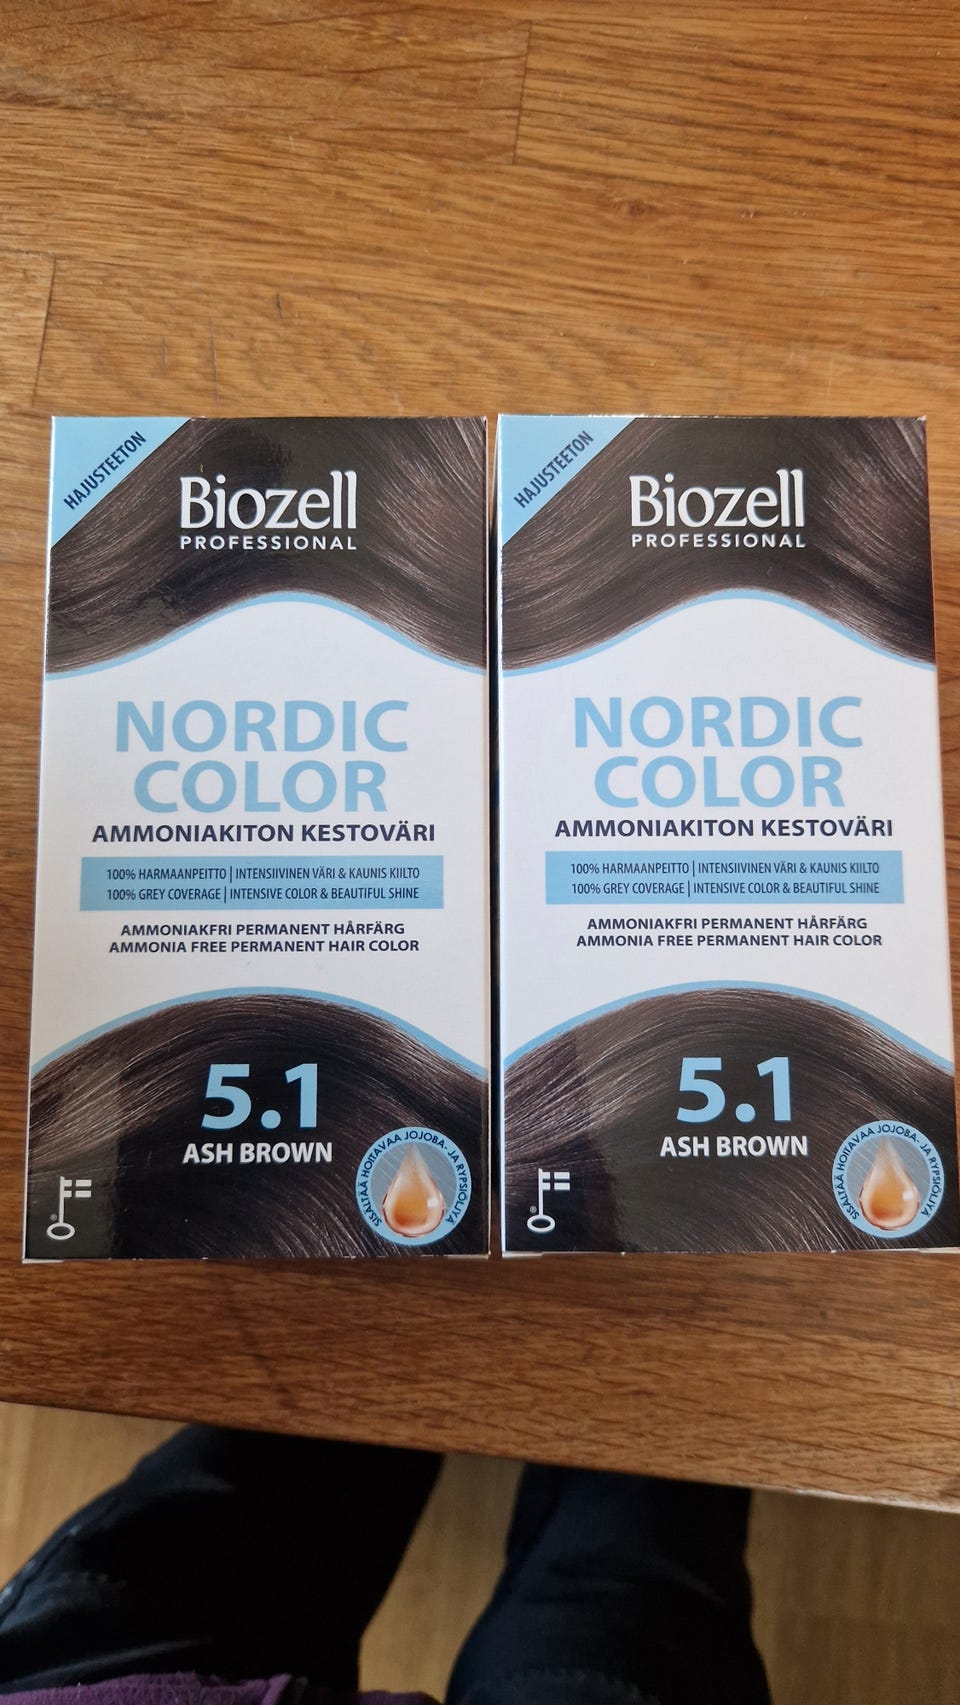 HAJUSTEETON
Biozell
PROFESSIONAL
NORDIC
COLOR
AMMONIAKITON KESTOVÄRI
100% HARMAANPEITTO | INTENSIIVINEN VÄRI & KAUNIS KIILTO
100% GREY COVERAGE | INTENSIVE COLOR & BEAUTIFUL SHINE
AMMONIAKFRI PERMANENT HÅRFÄRG
AMMONIA FREE PERMANENT HAIR COLOR
5.1
ASH BROWN
SISÄLTÄÄ HOITAVAA JOJOBA- JA RYPSIÖLJYÄ
®
HAJUSTEETON
Biozell
PROFESSIONAL
NORDIC
COLOR
AMMONIAKITON KESTOVÄRI
100% HARMAANPEITTO | INTENSIIVINEN VÄRI & KAUNIS KIILTO
100% GREY COVERAGE | INTENSIVE COLOR & BEAUTIFUL SHINE
AMMONIAKFRI PERMANENT HÅRFÄRG
AMMONIA FREE PERMANENT HAIR COLOR
5.1
ASH BROWN
SISÄLTÄÄ HOITAVAA JOJOBA- JA RYPSIÖLJYÄ
®